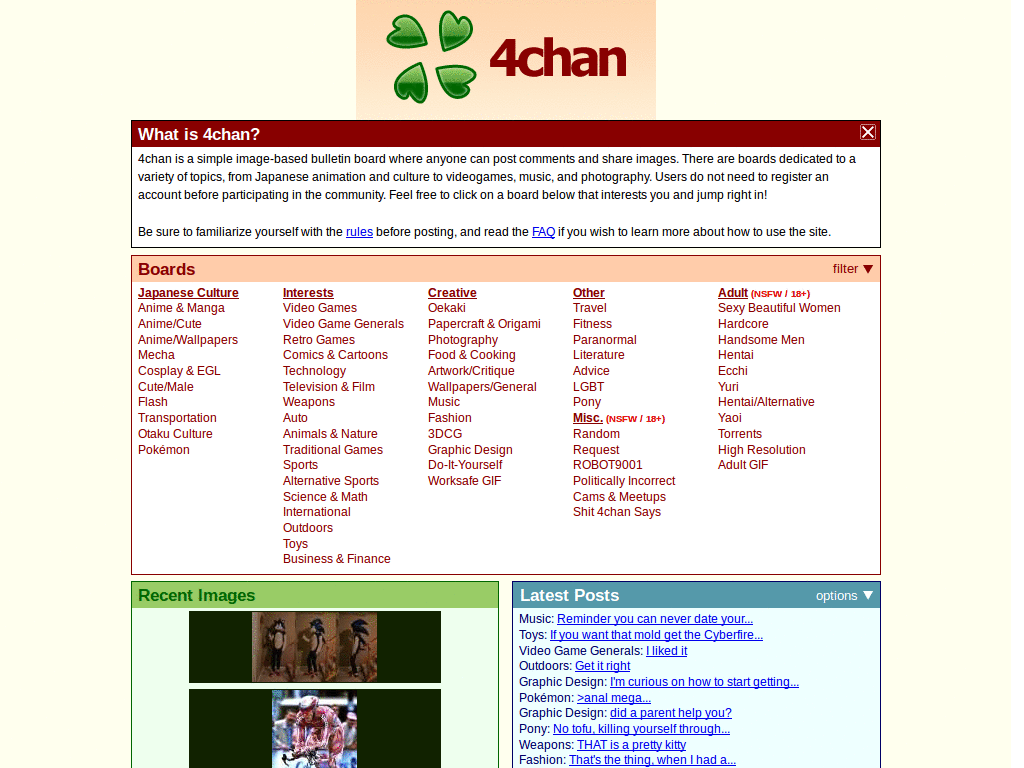 4chan
What is 4chan?
4chan is a simple image-based bulletin board where anyone can post comments and share images. There are boards dedicated to a
variety of topics, from Japanese animation and culture to videogames, music, and photography. Users do not need to register an
account before participating in the community. Feel free to click on a board below that interests you and jump right in!
Be sure to familiarize yourself with the rules before posting, and read the FAQ if you wish to learn more about how to use the site.
Boards
filter ▼
Japanese Culture
Anime & Manga
Anime/Cute
Anime/Wallpapers
Mecha
Cosplay & EGL
Cute/Male
Flash
Transportation
Otaku Culture
Pokémon
Interests
Video Games
Video Game Generals
Retro Games
Comics & Cartoons
Technology
Television & Film
Weapons
Auto
Animals & Nature
Traditional Games
Sports
Alternative Sports
Science & Math
International
Outdoors
Toys
Business & Finance
Creative
Oekaki
Papercraft & Origami
Photography
Food & Cooking
Artwork/Critique
Wallpapers/General
Music
Fashion
3DCG
Graphic Design
Do-It-Yourself
Worksafe GIF
Other
Travel
Fitness
Paranormal
Literature
Advice
LGBT
Pony
Misc. (NSFW / 18+)
Random
Request
ROBOT9001
Politically Incorrect
Cams & Meetups
Shit 4chan Says
Adult (NSFW / 18+)
Sexy Beautiful Women
Hardcore
Handsome Men
Hentai
Ecchi
Yuri
Hentai/Alternative
Yaoi
Torrents
High Resolution
Adult GIF
Recent Images
Latest Posts
options ▼
Music: Reminder you can never date your...
Toys: If you want that mold get the Cyberfire...
Video Game Generals: I liked it
Outdoors: Get it right
Graphic Design: I'm curious on how to start getting...
Pokémon: >anal mega...
Graphic Design: did a parent help you?
Pony: No tofu, killing yourself through...
Weapons: THAT is a pretty kitty
Fashion: That's the thing, when I had a...